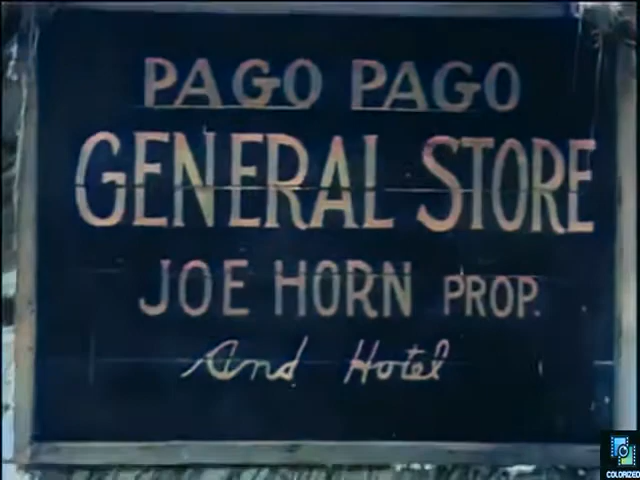 PAGO PAGO
GENERAL STORE
JOE HORN PROP.
And Hotel
COLORIZED